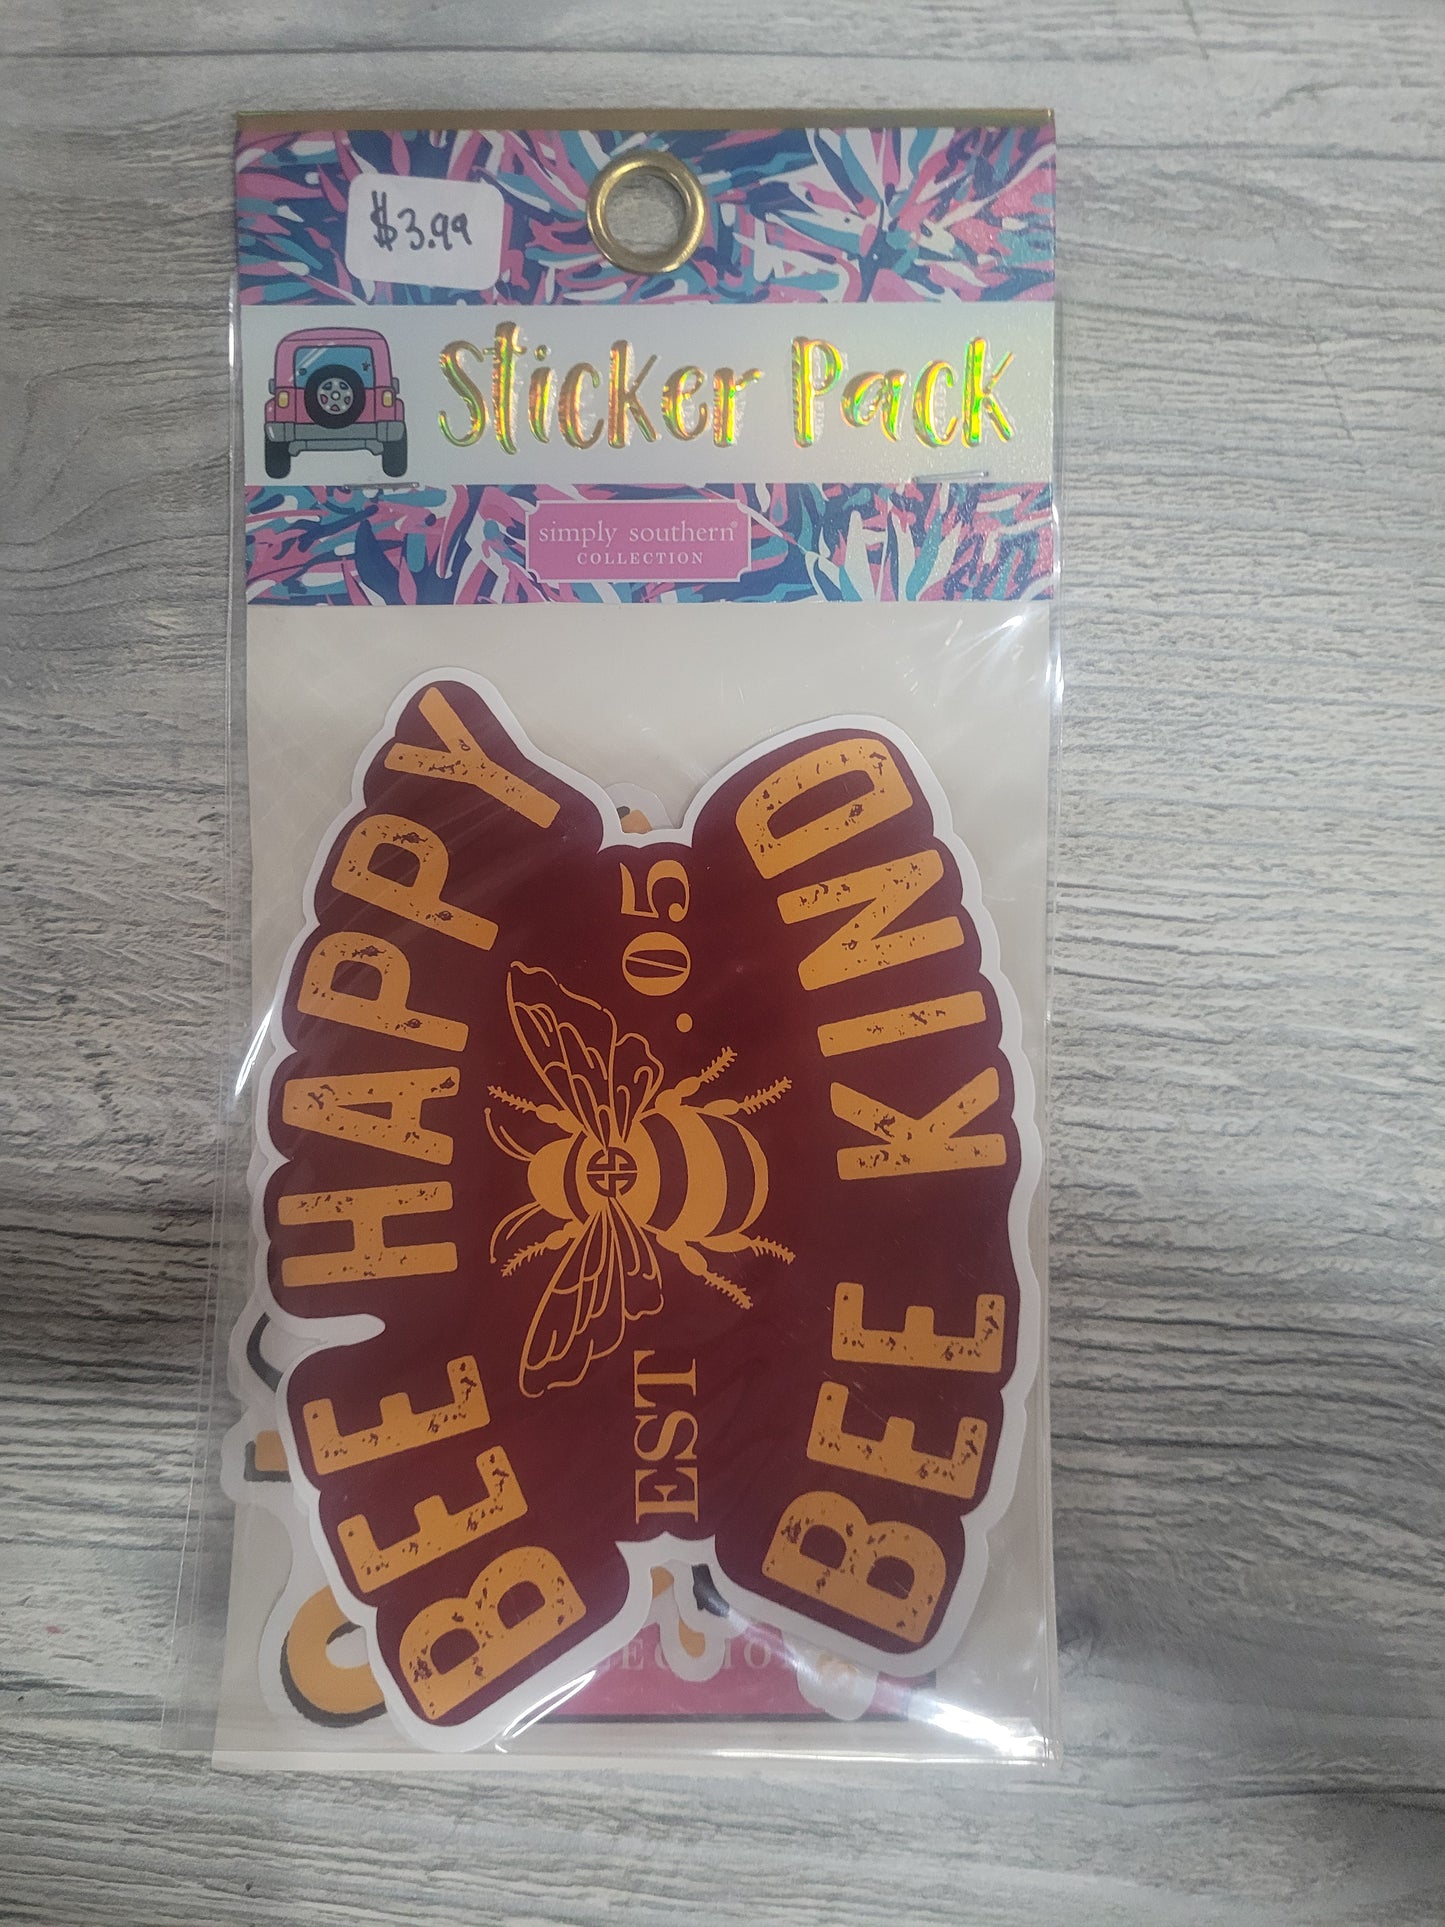 $3.99
Sticker Pack
simply southern®
COLLECTION
BEE HAPPY
EST . 05
BEE KIND